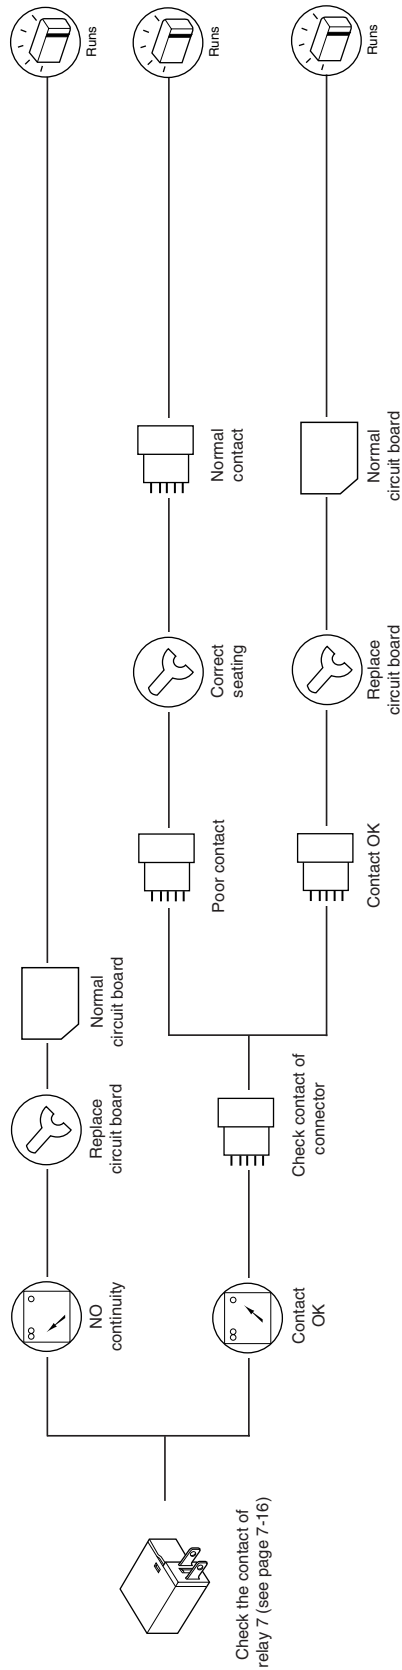 Check the contact of
relay 7 (see page 7-16)
NO
continuity
Replace
circuit board
Normal
circuit board
Runs
Contact
OK
Check contact of
connector
Poor contact
Correct
seating
Normal
contact
Runs
Contact OK
Replace
circuit board
Normal
circuit board
Runs